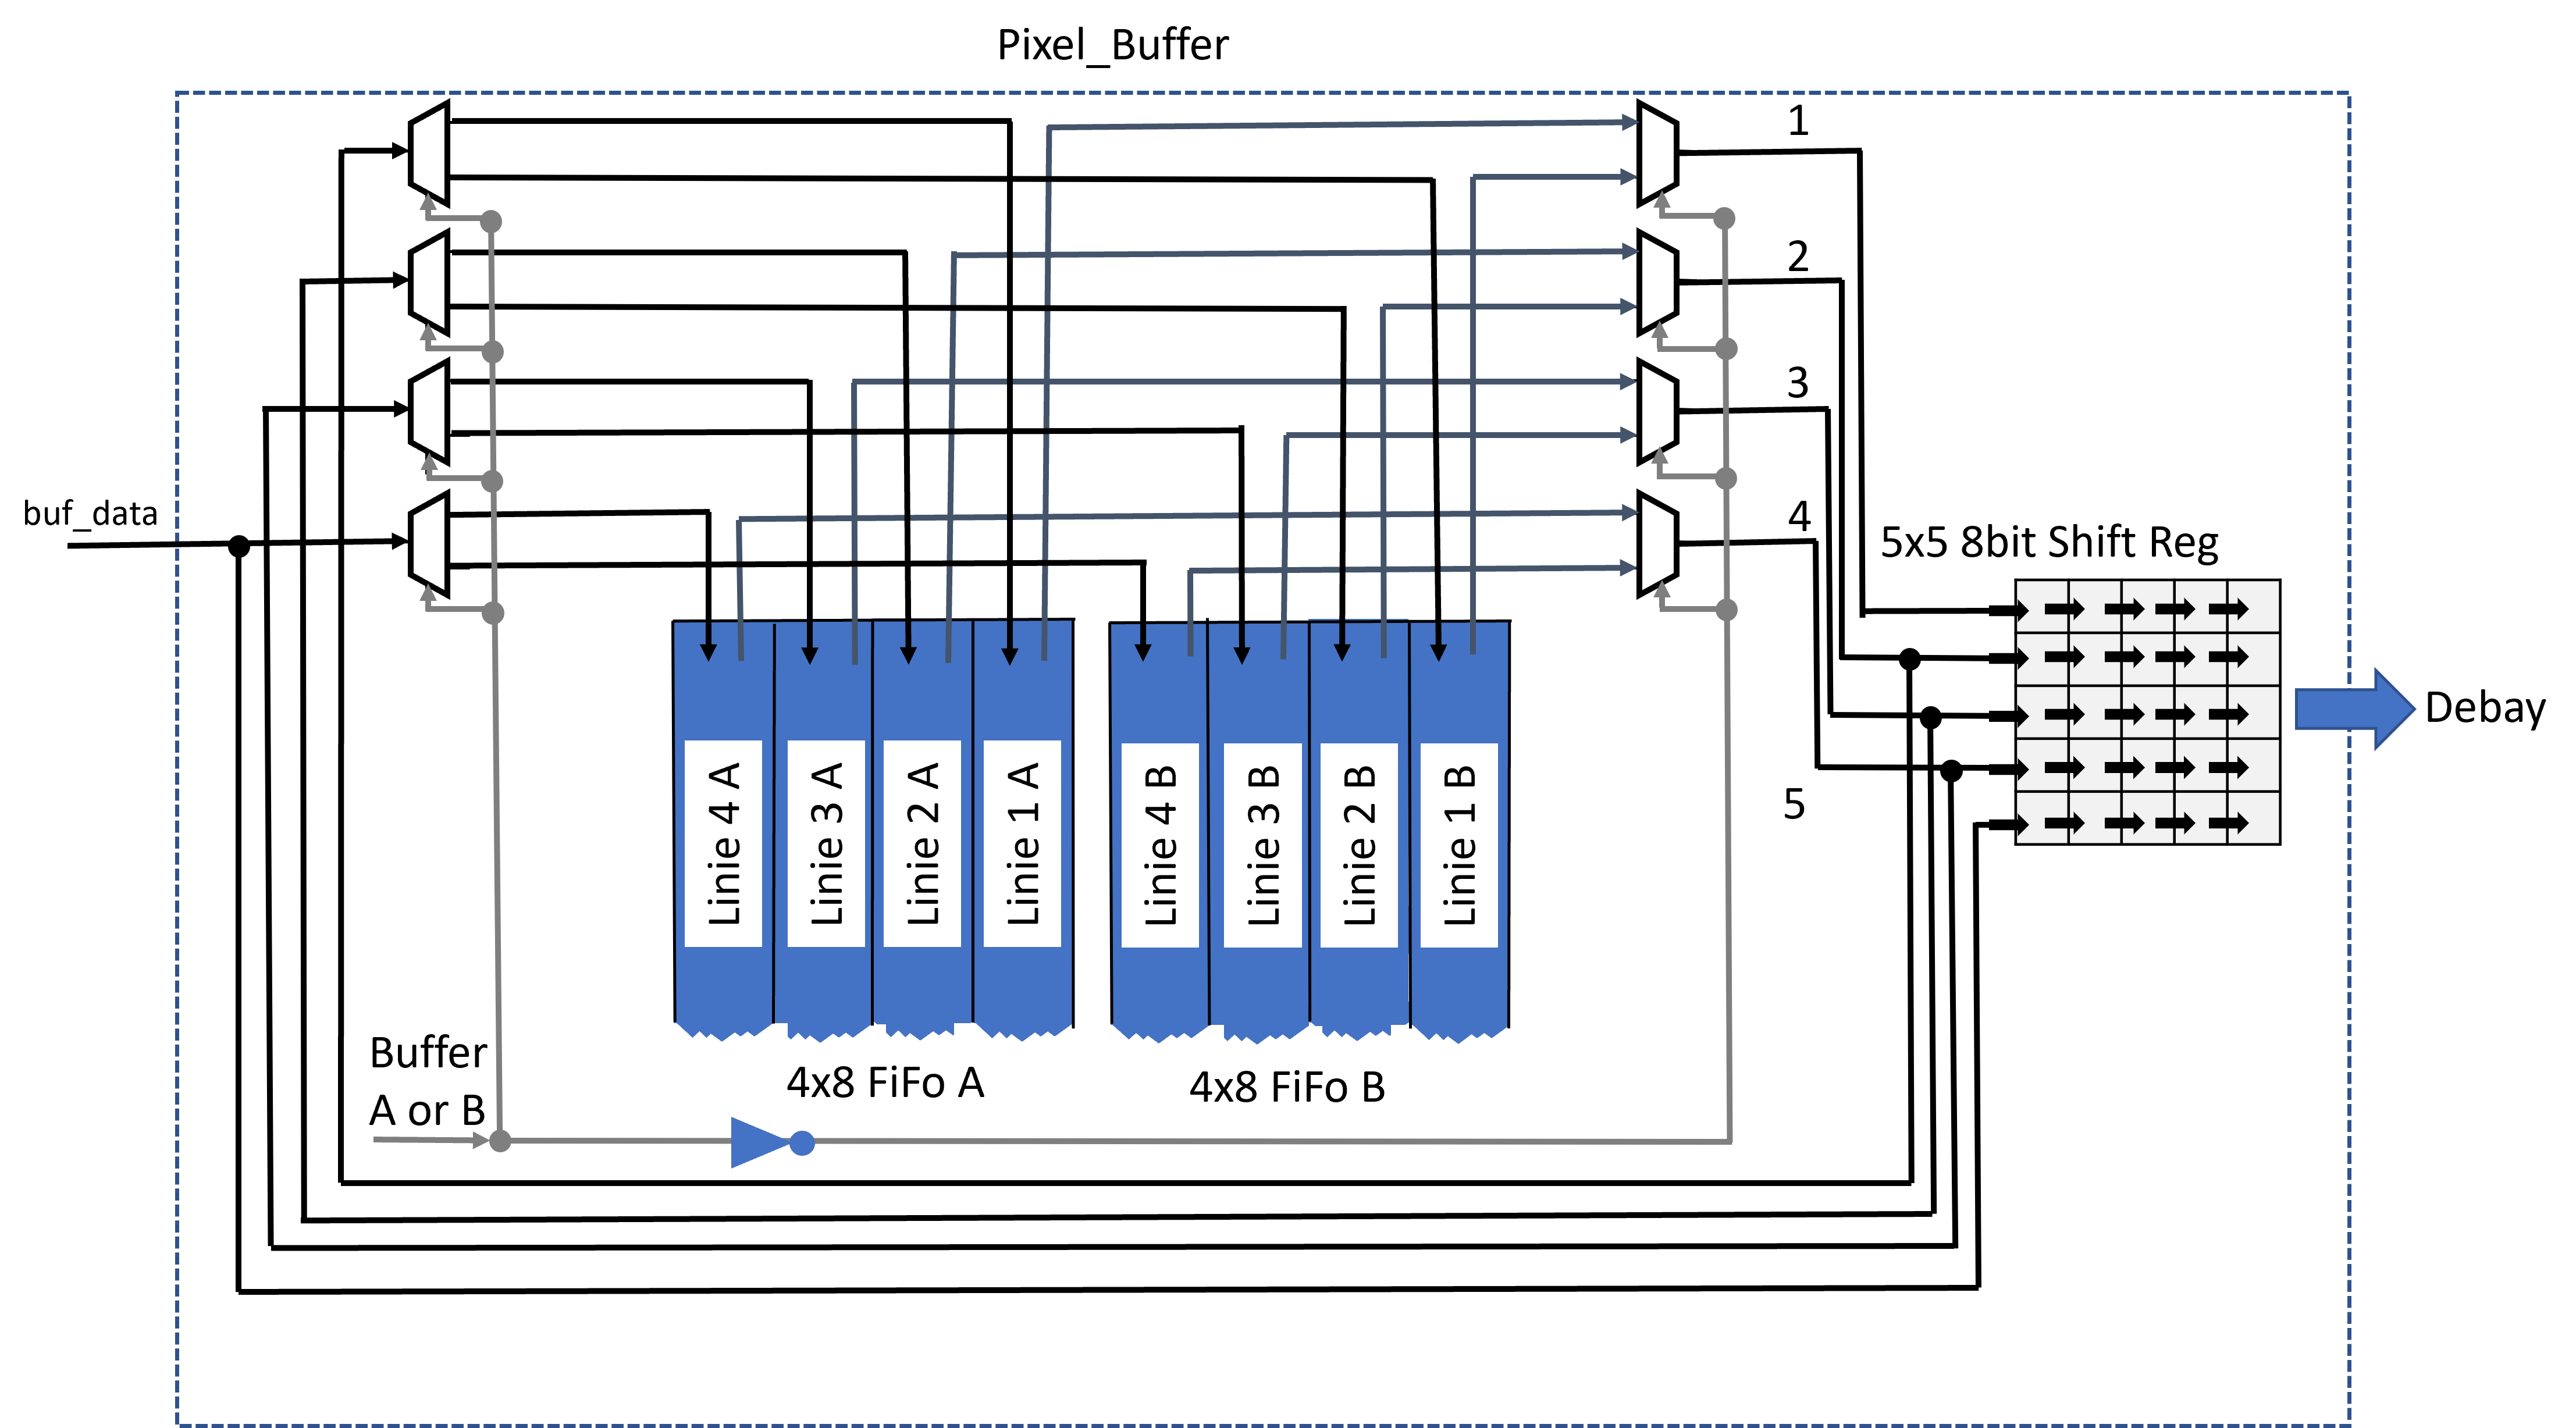 Pixel_Buffer
1
2
3
buf_data
4
5x5 8bit Shift Reg
Debay
Linie 4 A
Linie 3 A
Linie 2 A
Linie 1 A
Linie 4 B
Linie 3 B
Linie 2 B
Linie 1 B
5
Buffer
A or B
4x8 FiFo A
4x8 FiFo B